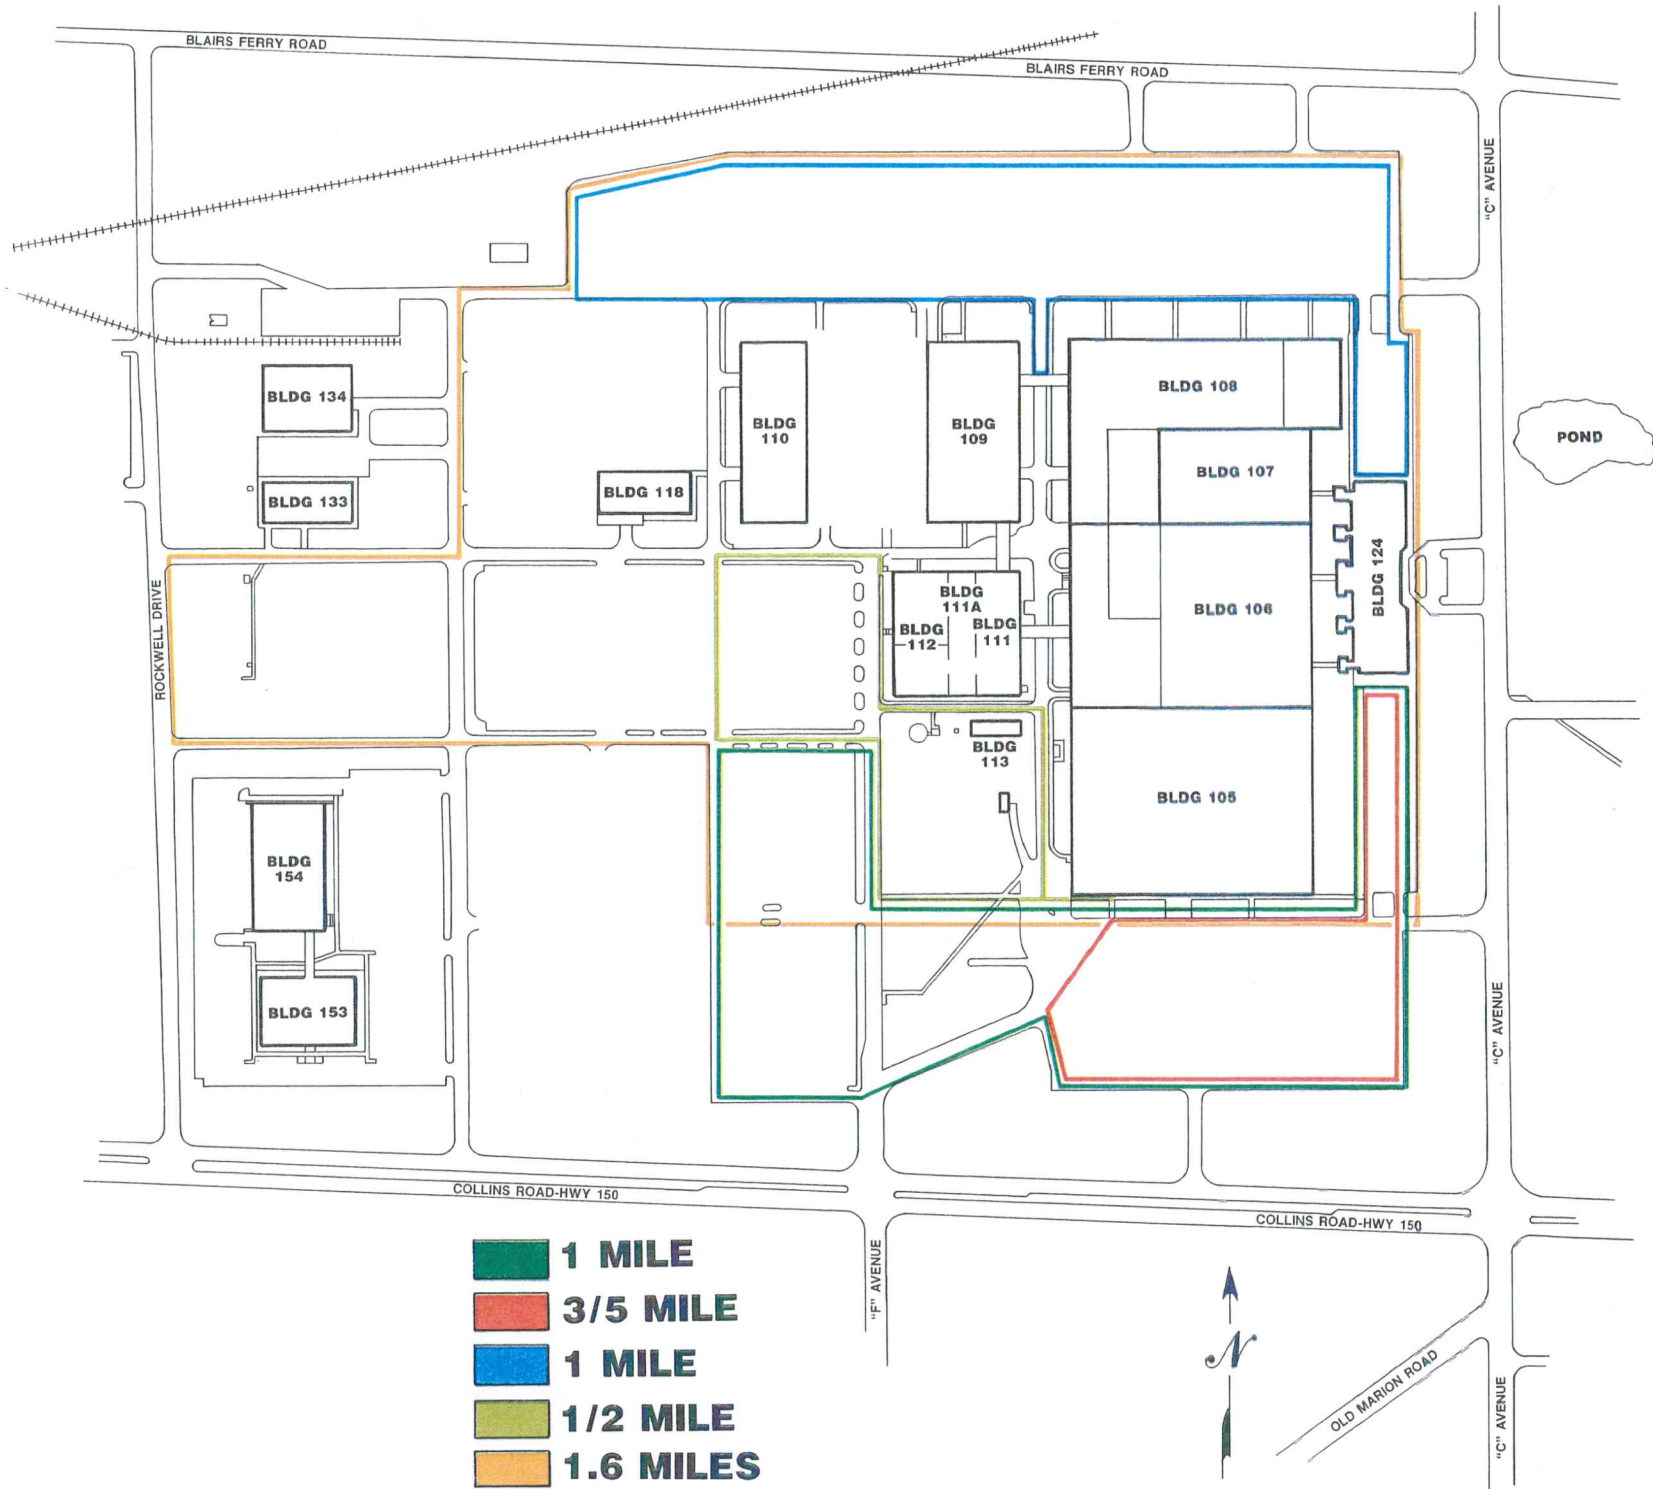 BLAIRS FERRY ROAD
BLAIRS FERRY ROAD
"C" AVENUE
BLDG 134
BLDG 133
BLDG 118
BLDG
110
BLDG
109
BLDG 108
BLDG 107
POND
BLDG
111A
BLDG
112
BLDG
111
BLDG 106
BLDG 124
ROCKWELL DRIVE
BLDG
113
BLDG 105
BLDG
154
BLDG 153
"C" AVENUE
COLLINS ROAD-HWY 150
COLLINS ROAD-HWY 150
"F" AVENUE
1 MILE
3/5 MILE
1 MILE
1/2 MILE
1.6 MILES
N
OLD MARION ROAD
"C" AVENUE